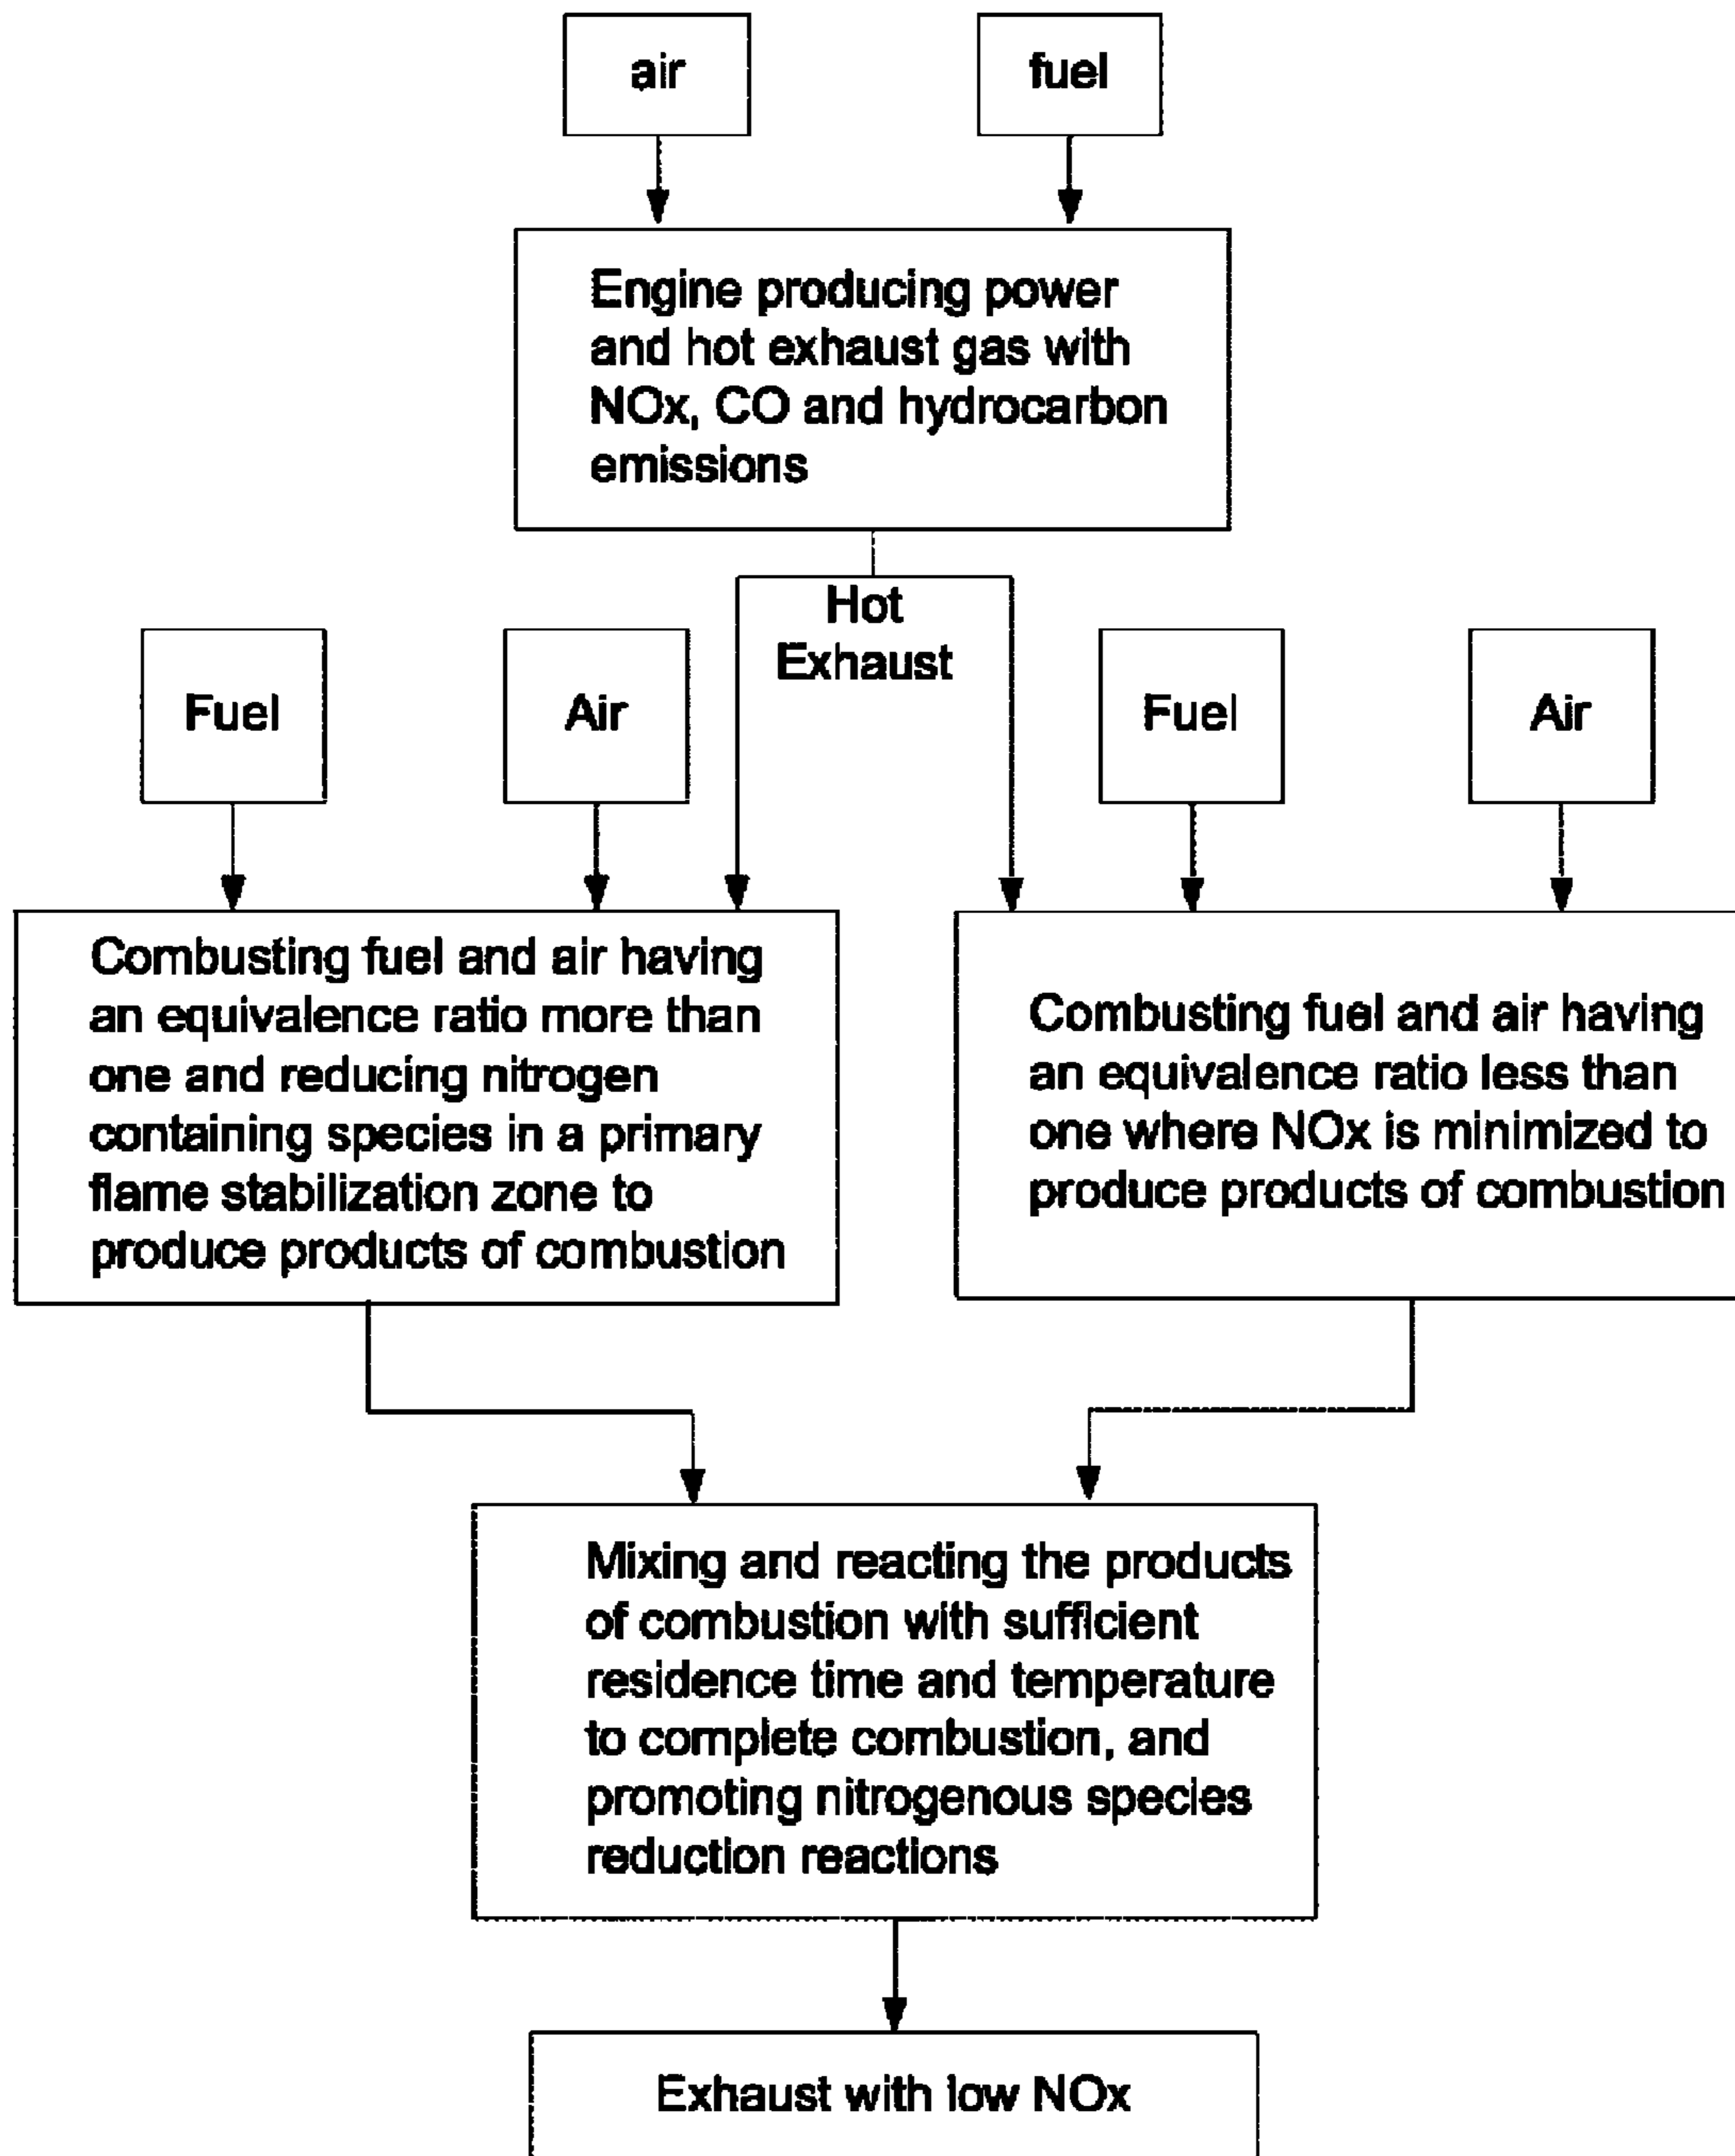 air
fuel
Engine producing power
and hot exhaust gas with
NOx, CO and hydrocarbon
emissions
Hot
Exhaust
Fuel
Air
Fuel
Air
Combusting fuel and air having
an equivalence ratio more than
one and reducing nitrogen
containing species in a primary
flame stabilization zone to
produce products of combustion
Combusting fuel and air having
an equivalence ratio less than
one where NOx is minimized to
produce products of combustion
Mixing and reacting the products
of combustion with sufficient
residence time and temperature
to complete combustion, and
promoting nitrogenous species
reduction reactions
Exhaust with low NOx